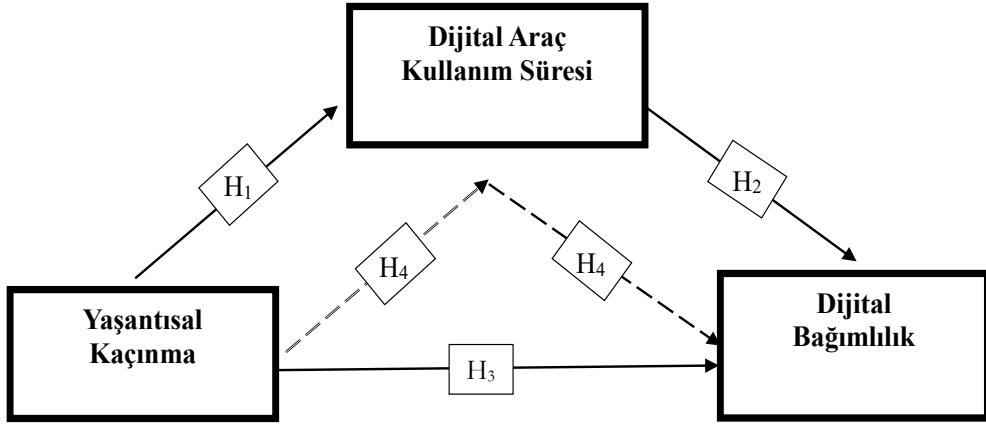 Dijital Araç
Kullanım Süresi
H₁
H₂
H₄
H₄
Yaşantısal
Kaçınma
Dijital
Bağımlılık
H₃